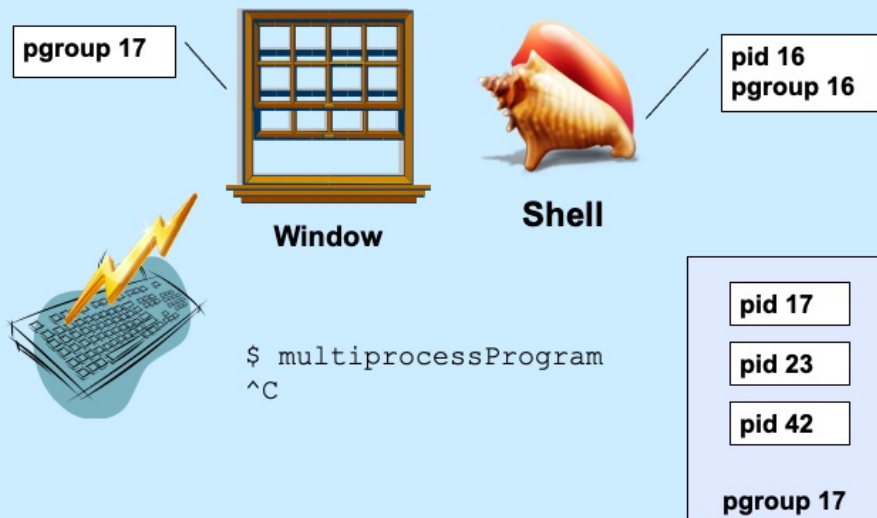 pgroup 17
pid 16
pgroup 16
Window
Shell
$ multiprocessProgram
^C
pid 17
pid 23
pid 42
pgroup 17